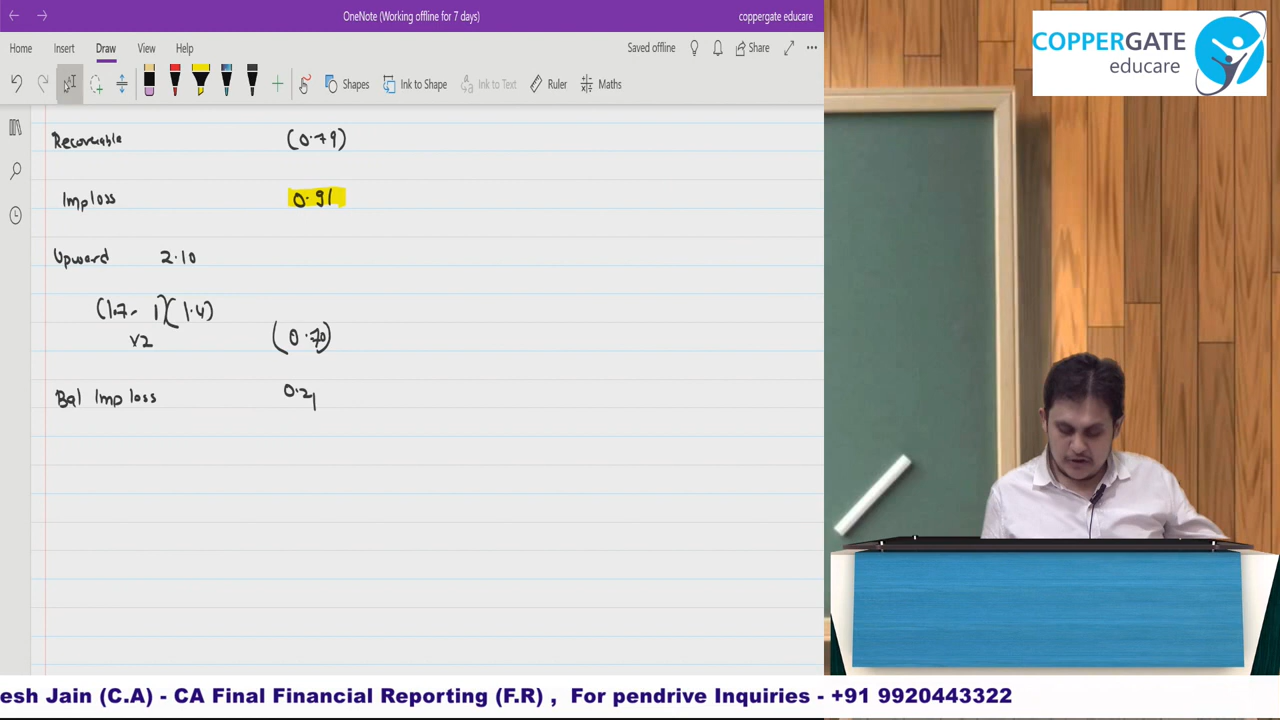 OneNote (Working offline for 7 days)
coppergate educare
Home Insert Draw View Help
Saved offline Share
Shapes Ink to Shape Ink to Text Ruler Maths
COPPERGATE
educare
Recoverable (0.79)
Imp loss 0.91
Upward 2.10
(1.7 - 1)(1.4)
(0.70)
Bal Imp loss 0.21
esh Jain (C.A) - CA Final Financial Reporting (F.R) , For pendrive Inquiries - +91 9920443322